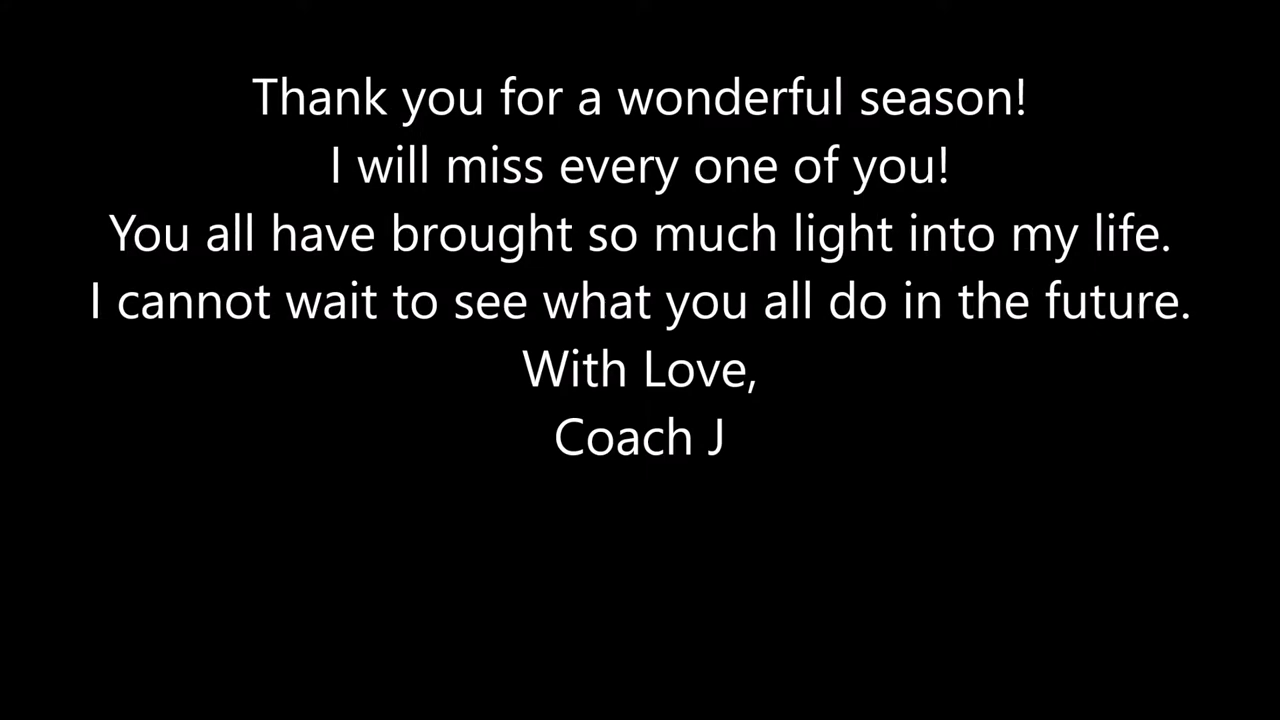 Thank you for a wonderful season!
I will miss every one of you!
You all have brought so much light into my life.
I cannot wait to see what you all do in the future.
With Love,
Coach J